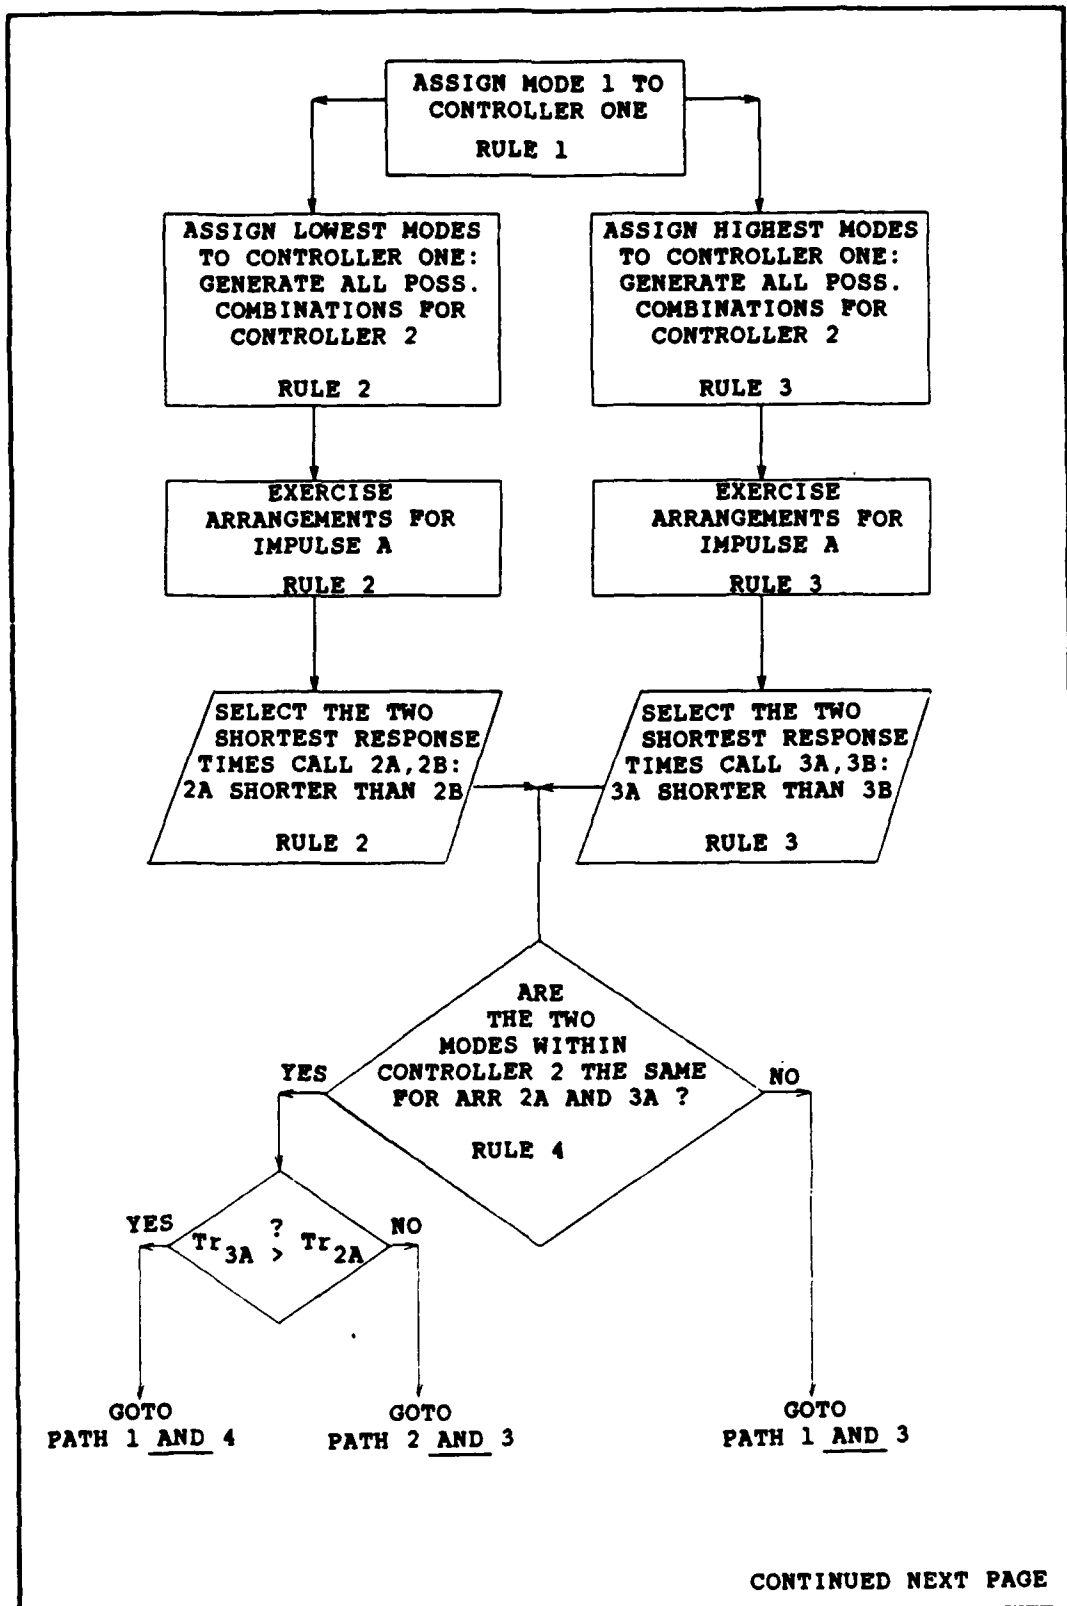 ASSIGN MODE 1 TO
CONTROLLER ONE
RULE 1
ASSIGN LOWEST MODES
TO CONTROLLER ONE:
GENERATE ALL POSS.
COMBINATIONS FOR
CONTROLLER 2
RULE 2
ASSIGN HIGHEST MODES
TO CONTROLLER ONE:
GENERATE ALL POSS.
COMBINATIONS FOR
CONTROLLER 2
RULE 3
EXERCISE
ARRANGEMENTS FOR
IMPULSE A
RULE 2
EXERCISE
ARRANGEMENTS FOR
IMPULSE A
RULE 3
SELECT THE TWO
SHORTEST RESPONSE
TIMES CALL 2A,2B:
2A SHORTER THAN 2B
RULE 2
SELECT THE TWO
SHORTEST RESPONSE
TIMES CALL 3A,3B:
3A SHORTER THAN 3B
RULE 3
ARE
THE TWO
MODES WITHIN
CONTROLLER 2 THE SAME
FOR ARR 2A AND 3A ?
RULE 4
YES
NO
YES
?
Tr3A > Tr2A
NO
GOTO
PATH 1 AND 4
GOTO
PATH 2 AND 3
GOTO
PATH 1 AND 3
CONTINUED NEXT PAGE